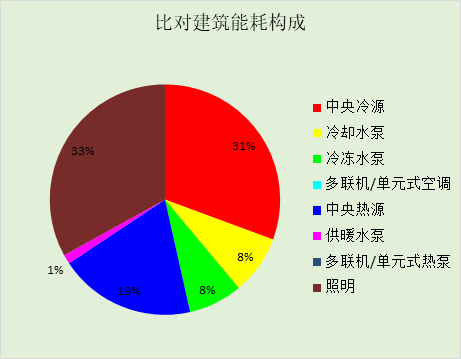 比对建筑能耗构成
31%
8%
8%
19%
1%
33%
中央冷源
冷却水泵
冷冻水泵
多联机/单元式空调
中央热源
供暖水泵
多联机/单元式热泵
照明